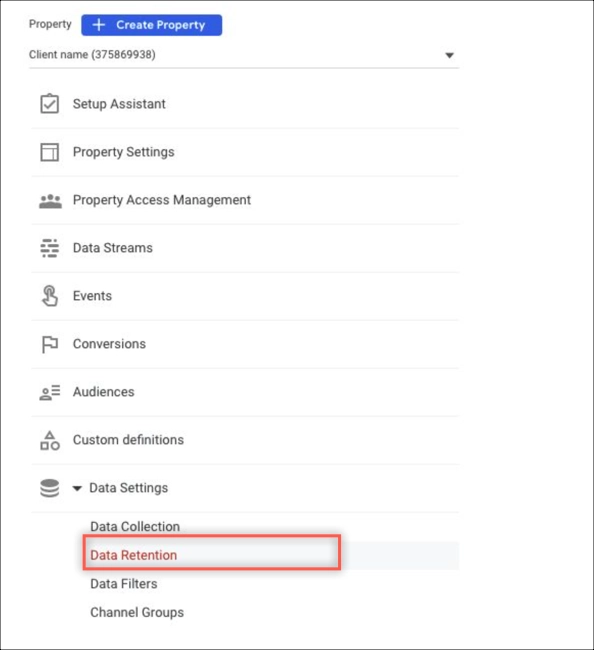 Property + Create Property
Client name (375869938)
Setup Assistant
Property Settings
Property Access Management
Data Streams
Events
Conversions
Audiences
Custom definitions
Data Settings
Data Collection
Data Retention
Data Filters
Channel Groups